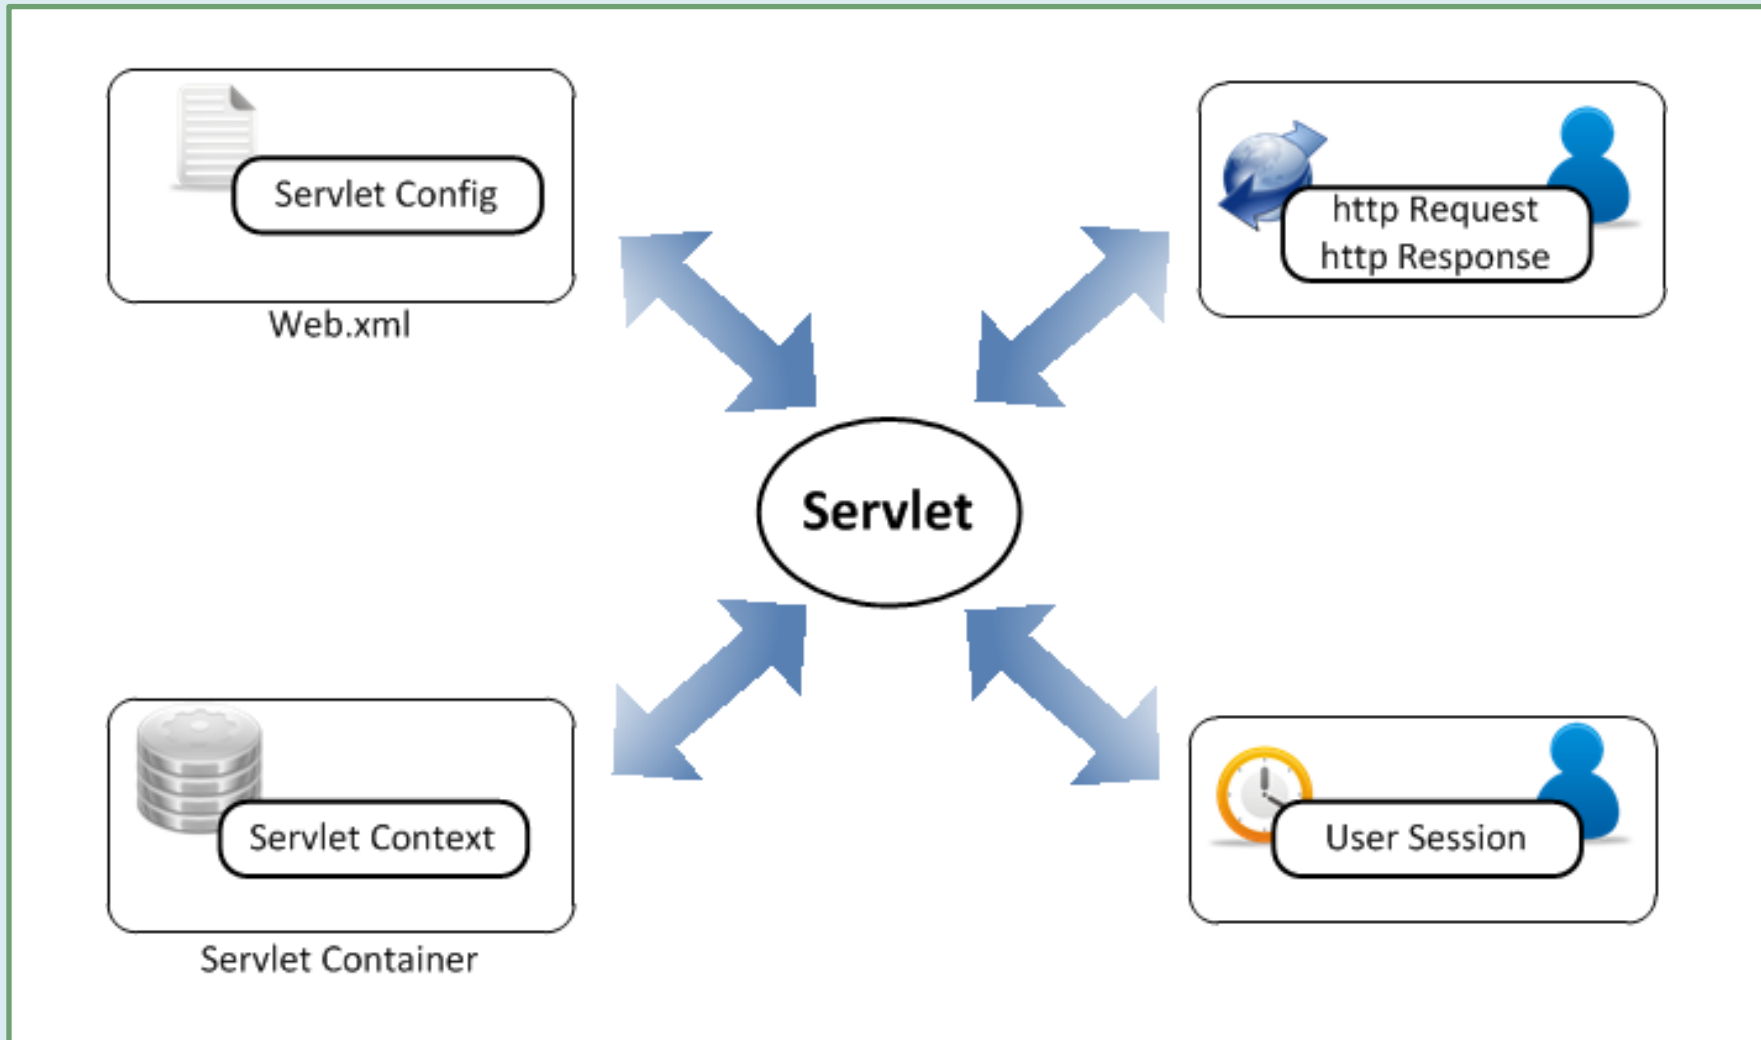 Servlet Config
Web.xml
http Request
http Response
Servlet
Servlet Context
Servlet Container
User Session